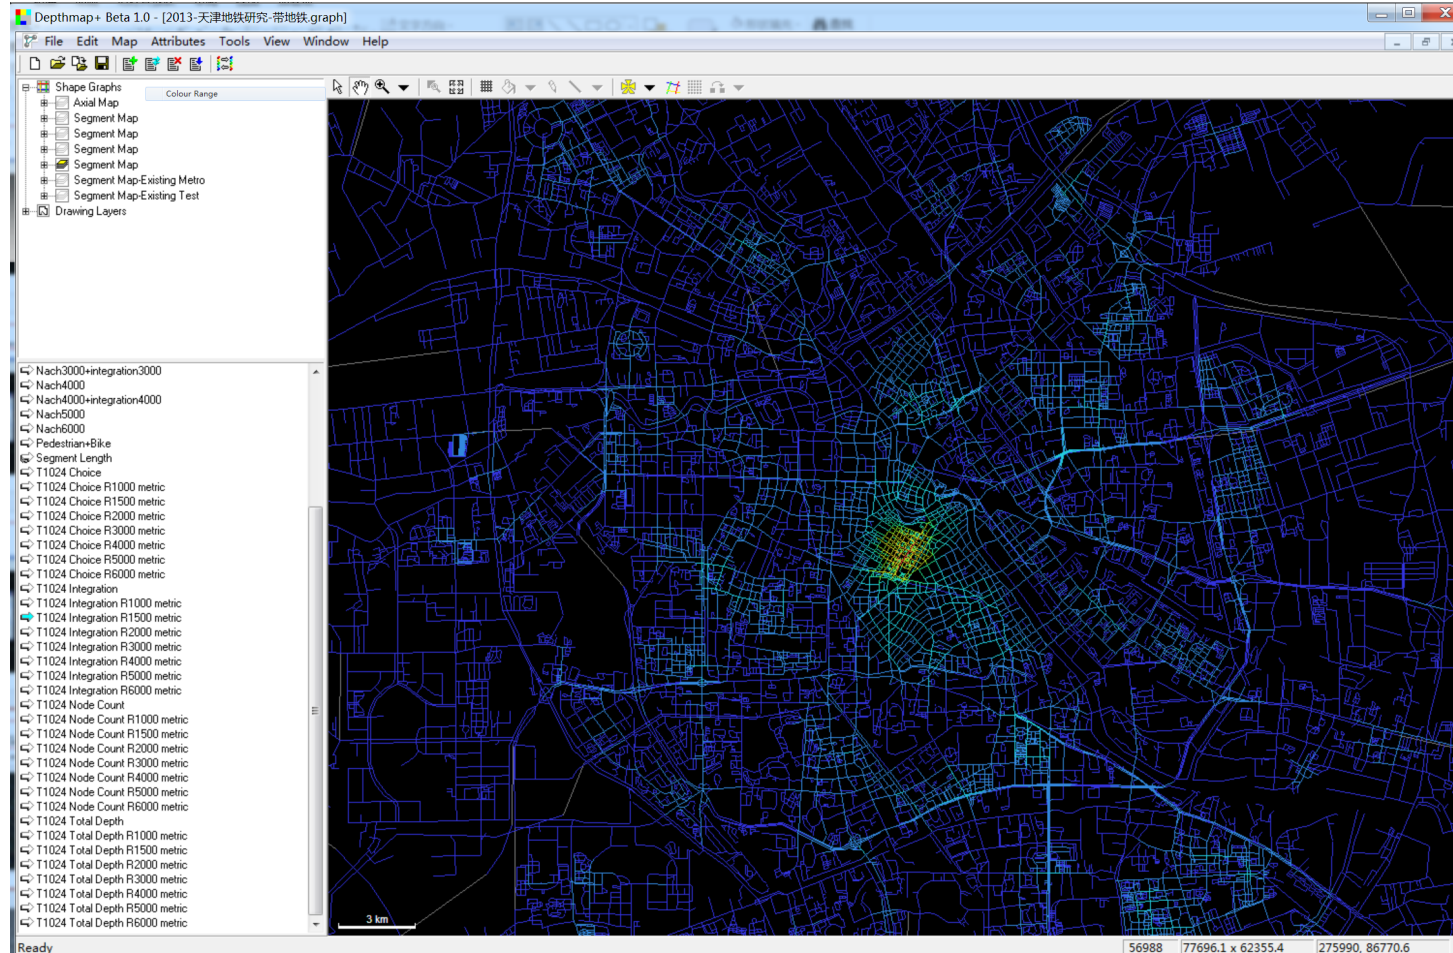 Depthmap+ Beta 1.0 - [2013-天津地铁研究-带地铁.graph]
File Edit Map Attributes Tools View Window Help
Shape Graphs
Colour Range
Axial Map
Segment Map
Segment Map
Segment Map
Segment Map
Segment Map-Existing Metro
Segment Map-Existing Test
Drawing Layers
Nach3000+integration3000
Nach4000
Nach4000+integration4000
Nach5000
Nach6000
Pedestrian+Bike
Segment Length
T1024 Choice
T1024 Choice R1000 metric
T1024 Choice R1500 metric
T1024 Choice R2000 metric
T1024 Choice R3000 metric
T1024 Choice R4000 metric
T1024 Choice R5000 metric
T1024 Choice R6000 metric
T1024 Integration
T1024 Integration R1000 metric
T1024 Integration R1500 metric
T1024 Integration R2000 metric
T1024 Integration R3000 metric
T1024 Integration R4000 metric
T1024 Integration R5000 metric
T1024 Integration R6000 metric
T1024 Node Count
T1024 Node Count R1000 metric
T1024 Node Count R1500 metric
T1024 Node Count R2000 metric
T1024 Node Count R3000 metric
T1024 Node Count R4000 metric
T1024 Node Count R5000 metric
T1024 Node Count R6000 metric
T1024 Total Depth
T1024 Total Depth R1000 metric
T1024 Total Depth R1500 metric
T1024 Total Depth R2000 metric
T1024 Total Depth R3000 metric
T1024 Total Depth R4000 metric
T1024 Total Depth R5000 metric
T1024 Total Depth R6000 metric
3 km
Ready
56988 77696.1 x 62355.4 275990, 86770.6